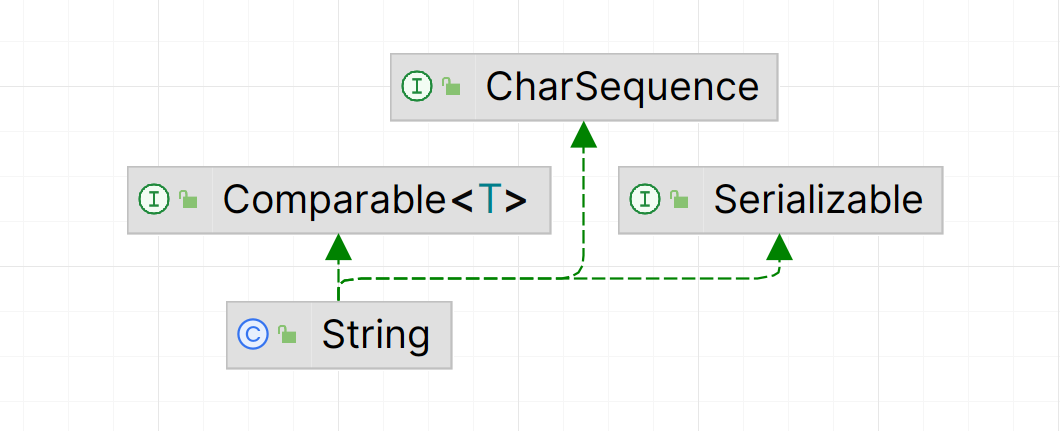 I CharSequence
I Comparable<T>
I Serializable
C String